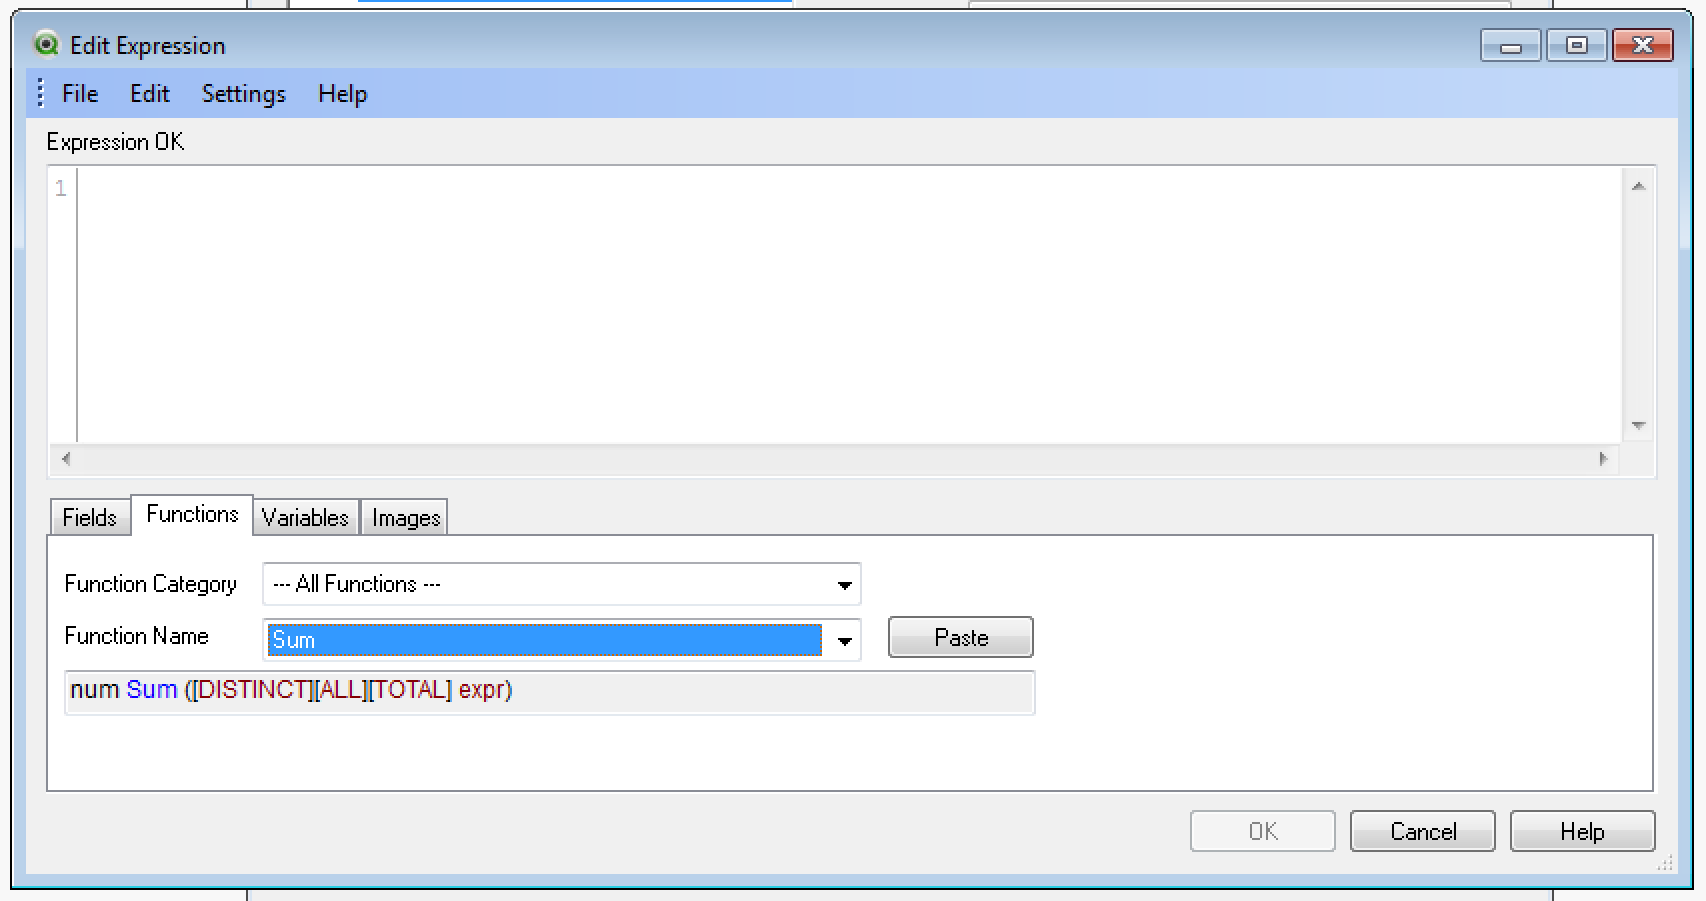 Edit Expression
File Edit Settings Help
Expression OK
1
Fields Functions Variables Images
Function Category --- All Functions ---
Function Name Sum Paste
num Sum ([DISTINCT][ALL][TOTAL] expr)
OK Cancel Help